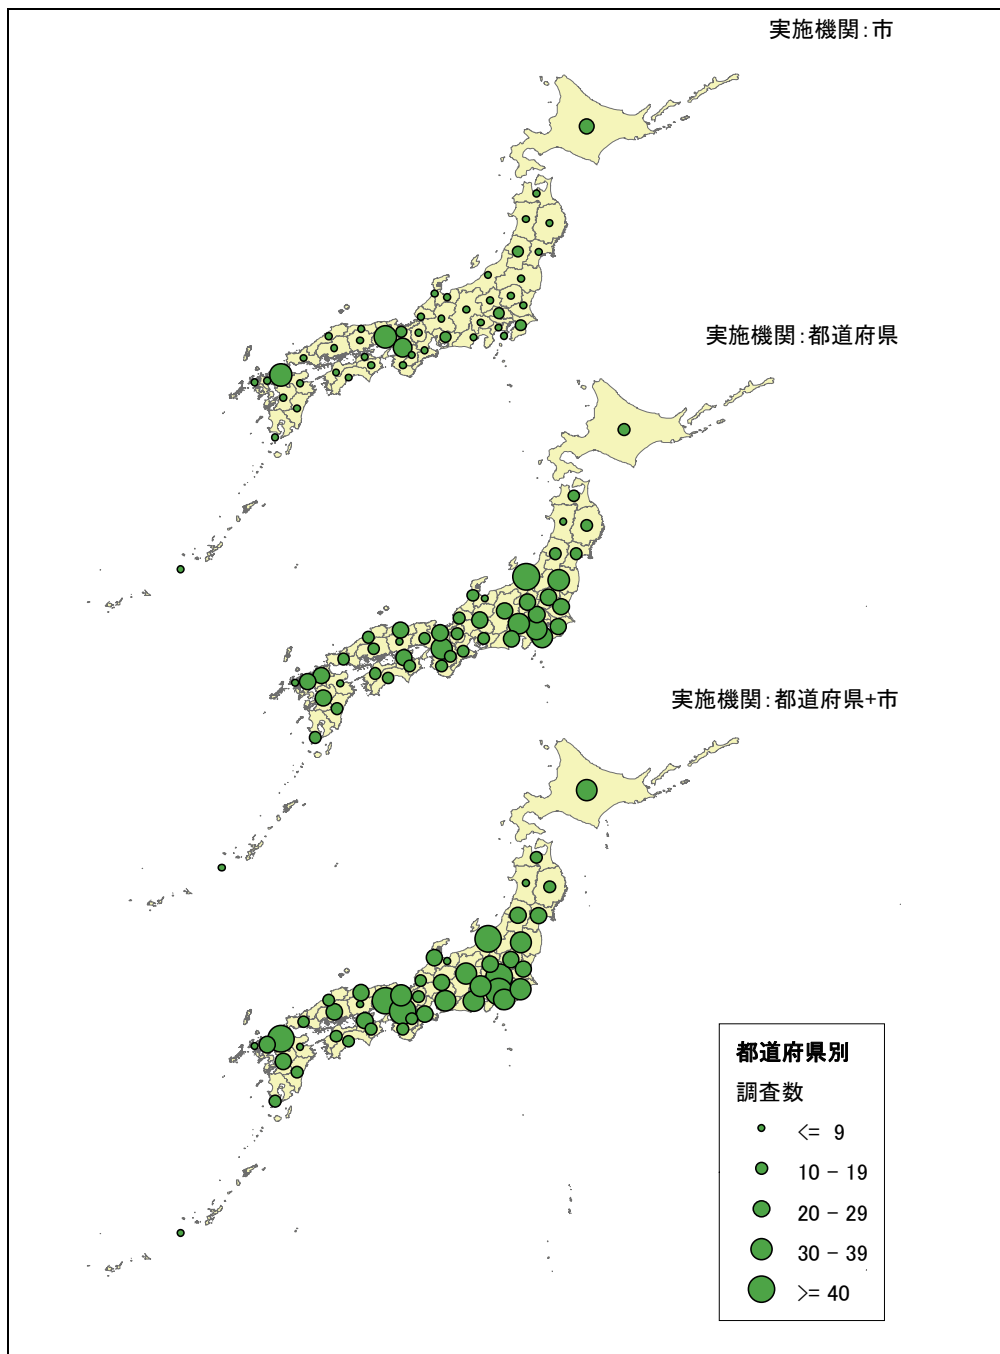 実施機関：市
実施機関：都道府県
実施機関：都道府県+市
都道府県別
調査数
<= 9
10 - 19
20 - 29
30 - 39
>= 40